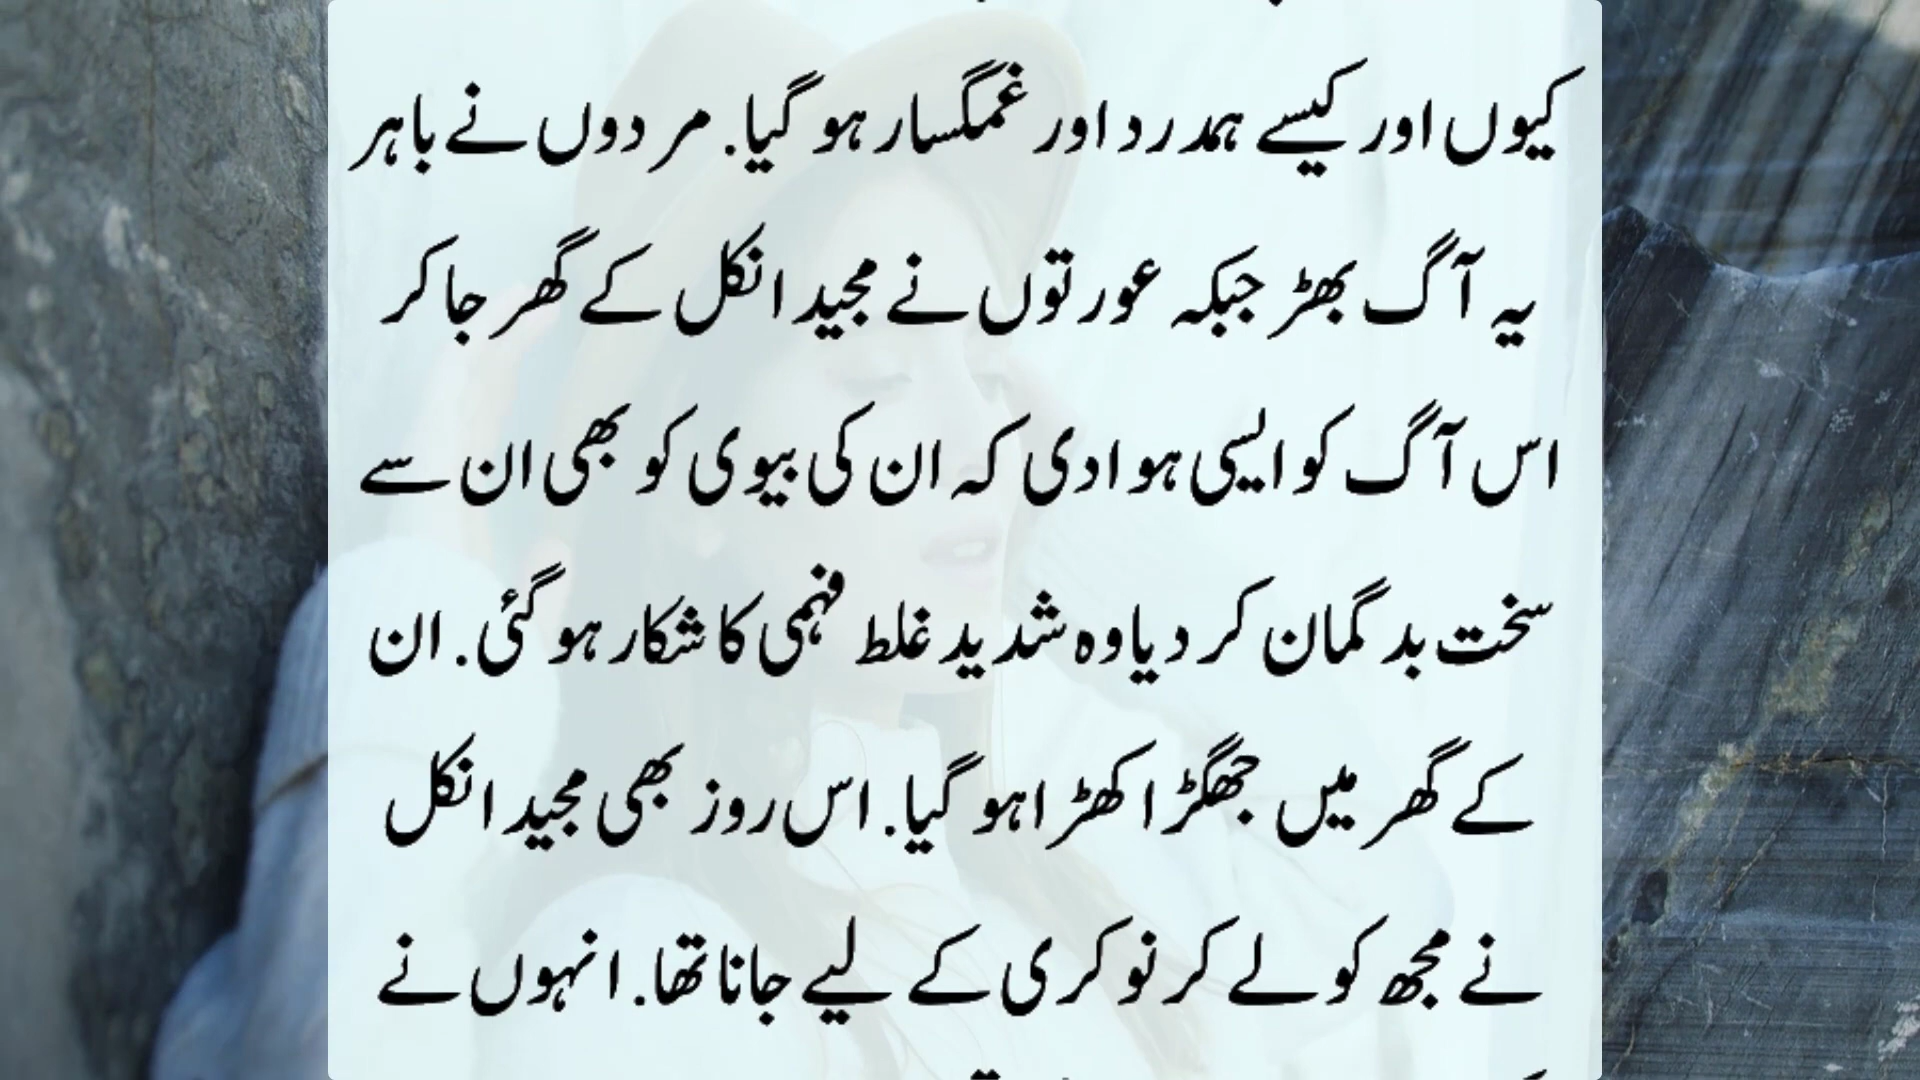 کیوں اور کیسے ہمدرد اور غمگسار ہو گیا. مردوں نے باہر
یہ آگ بھڑ جبکہ عورتوں نے مجید انکل کے گھر جا کر
اس آگ کو ایسی ہوا دی کہ ان کی بیوی کو بھی ان سے
سخت بد گمان کر دیا وہ شدید غلط فہمی کا شکار ہو گئی. ان
کے گھر میں جھگڑا کھڑا ہو گیا. اس روز بھی مجید انکل
نے مجھ کو لے کر نوکری کے لیے جانا تھا. انہوں نے